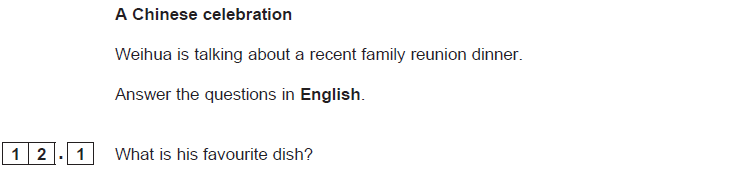 A Chinese celebration
Weihua is talking about a recent family reunion dinner.
Answer the questions in English.
1 2 . 1 What is his favourite dish?